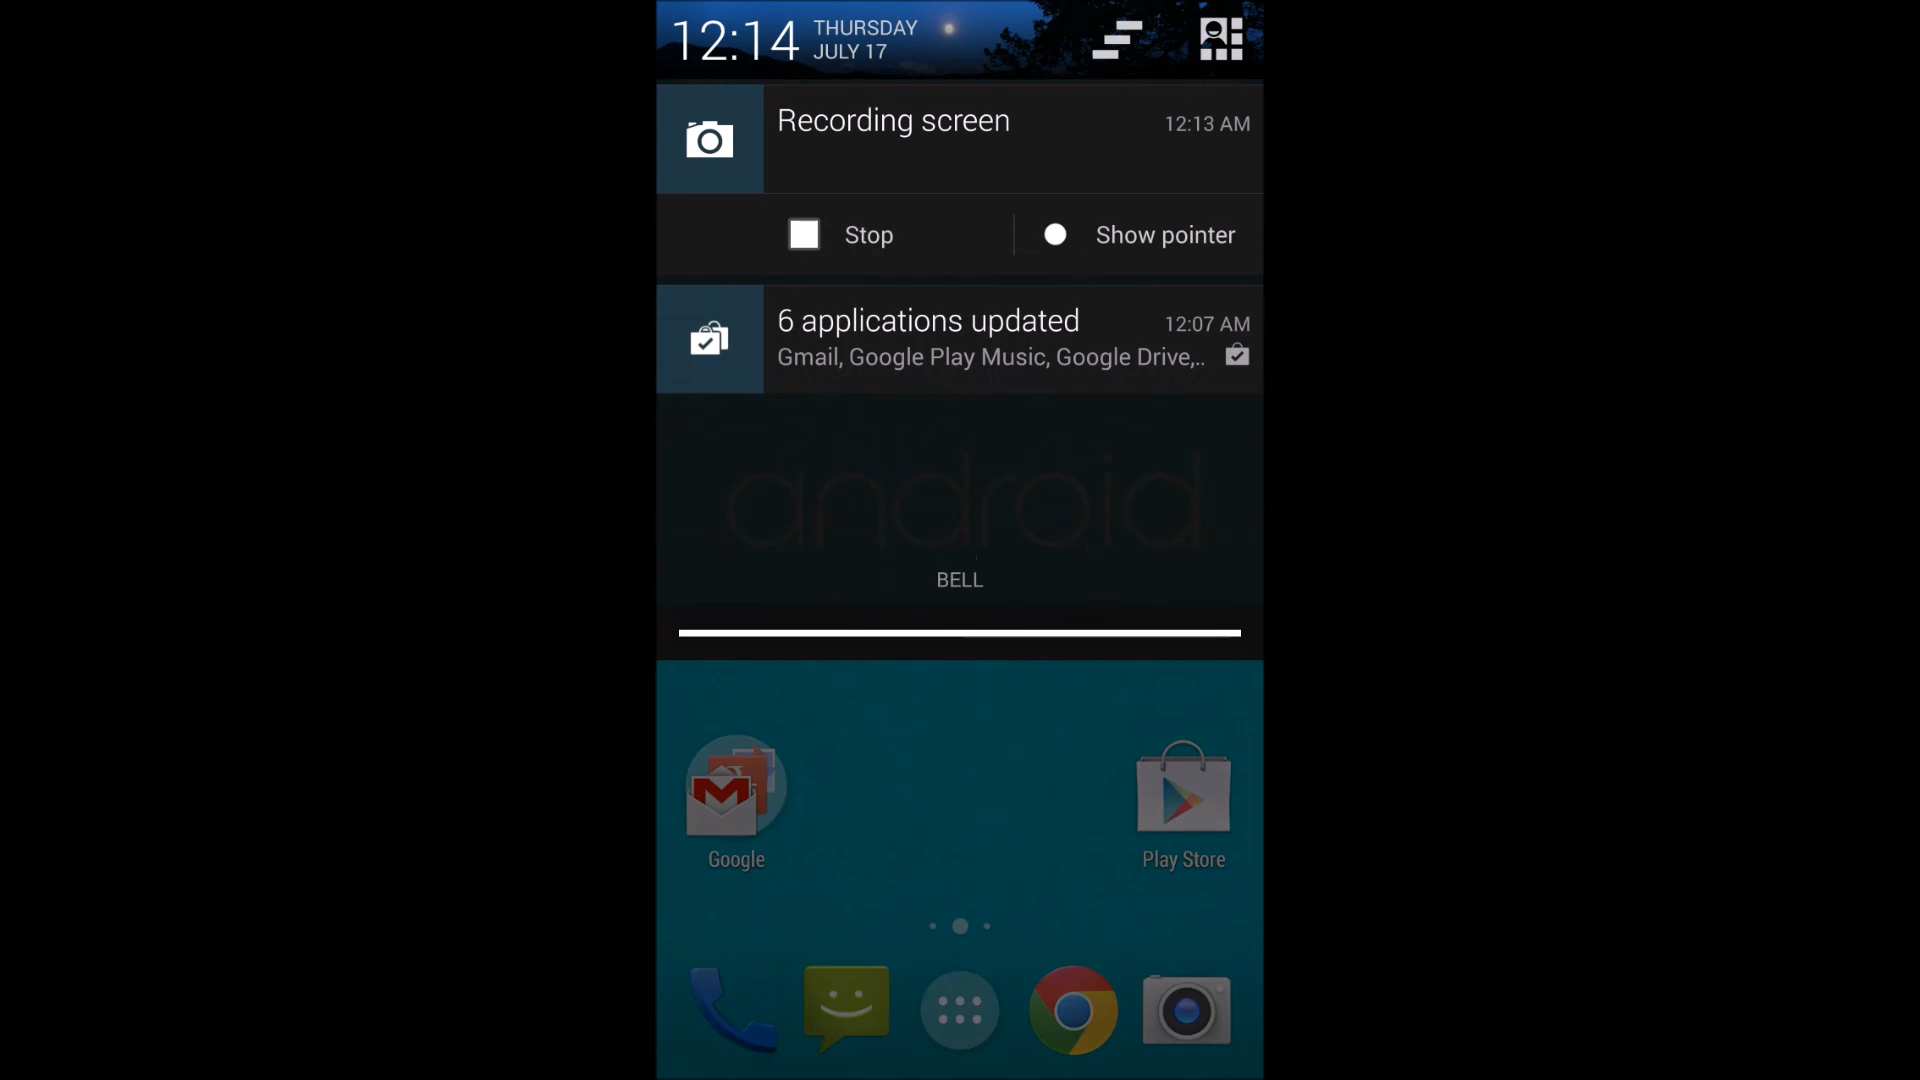 12:14
THURSDAY
JULY 17
Recording screen
12:13 AM
Stop
Show pointer
6 applications updated
12:07 AM
Gmail, Google Play Music, Google Drive,..
android
BELL
Google
Play Store